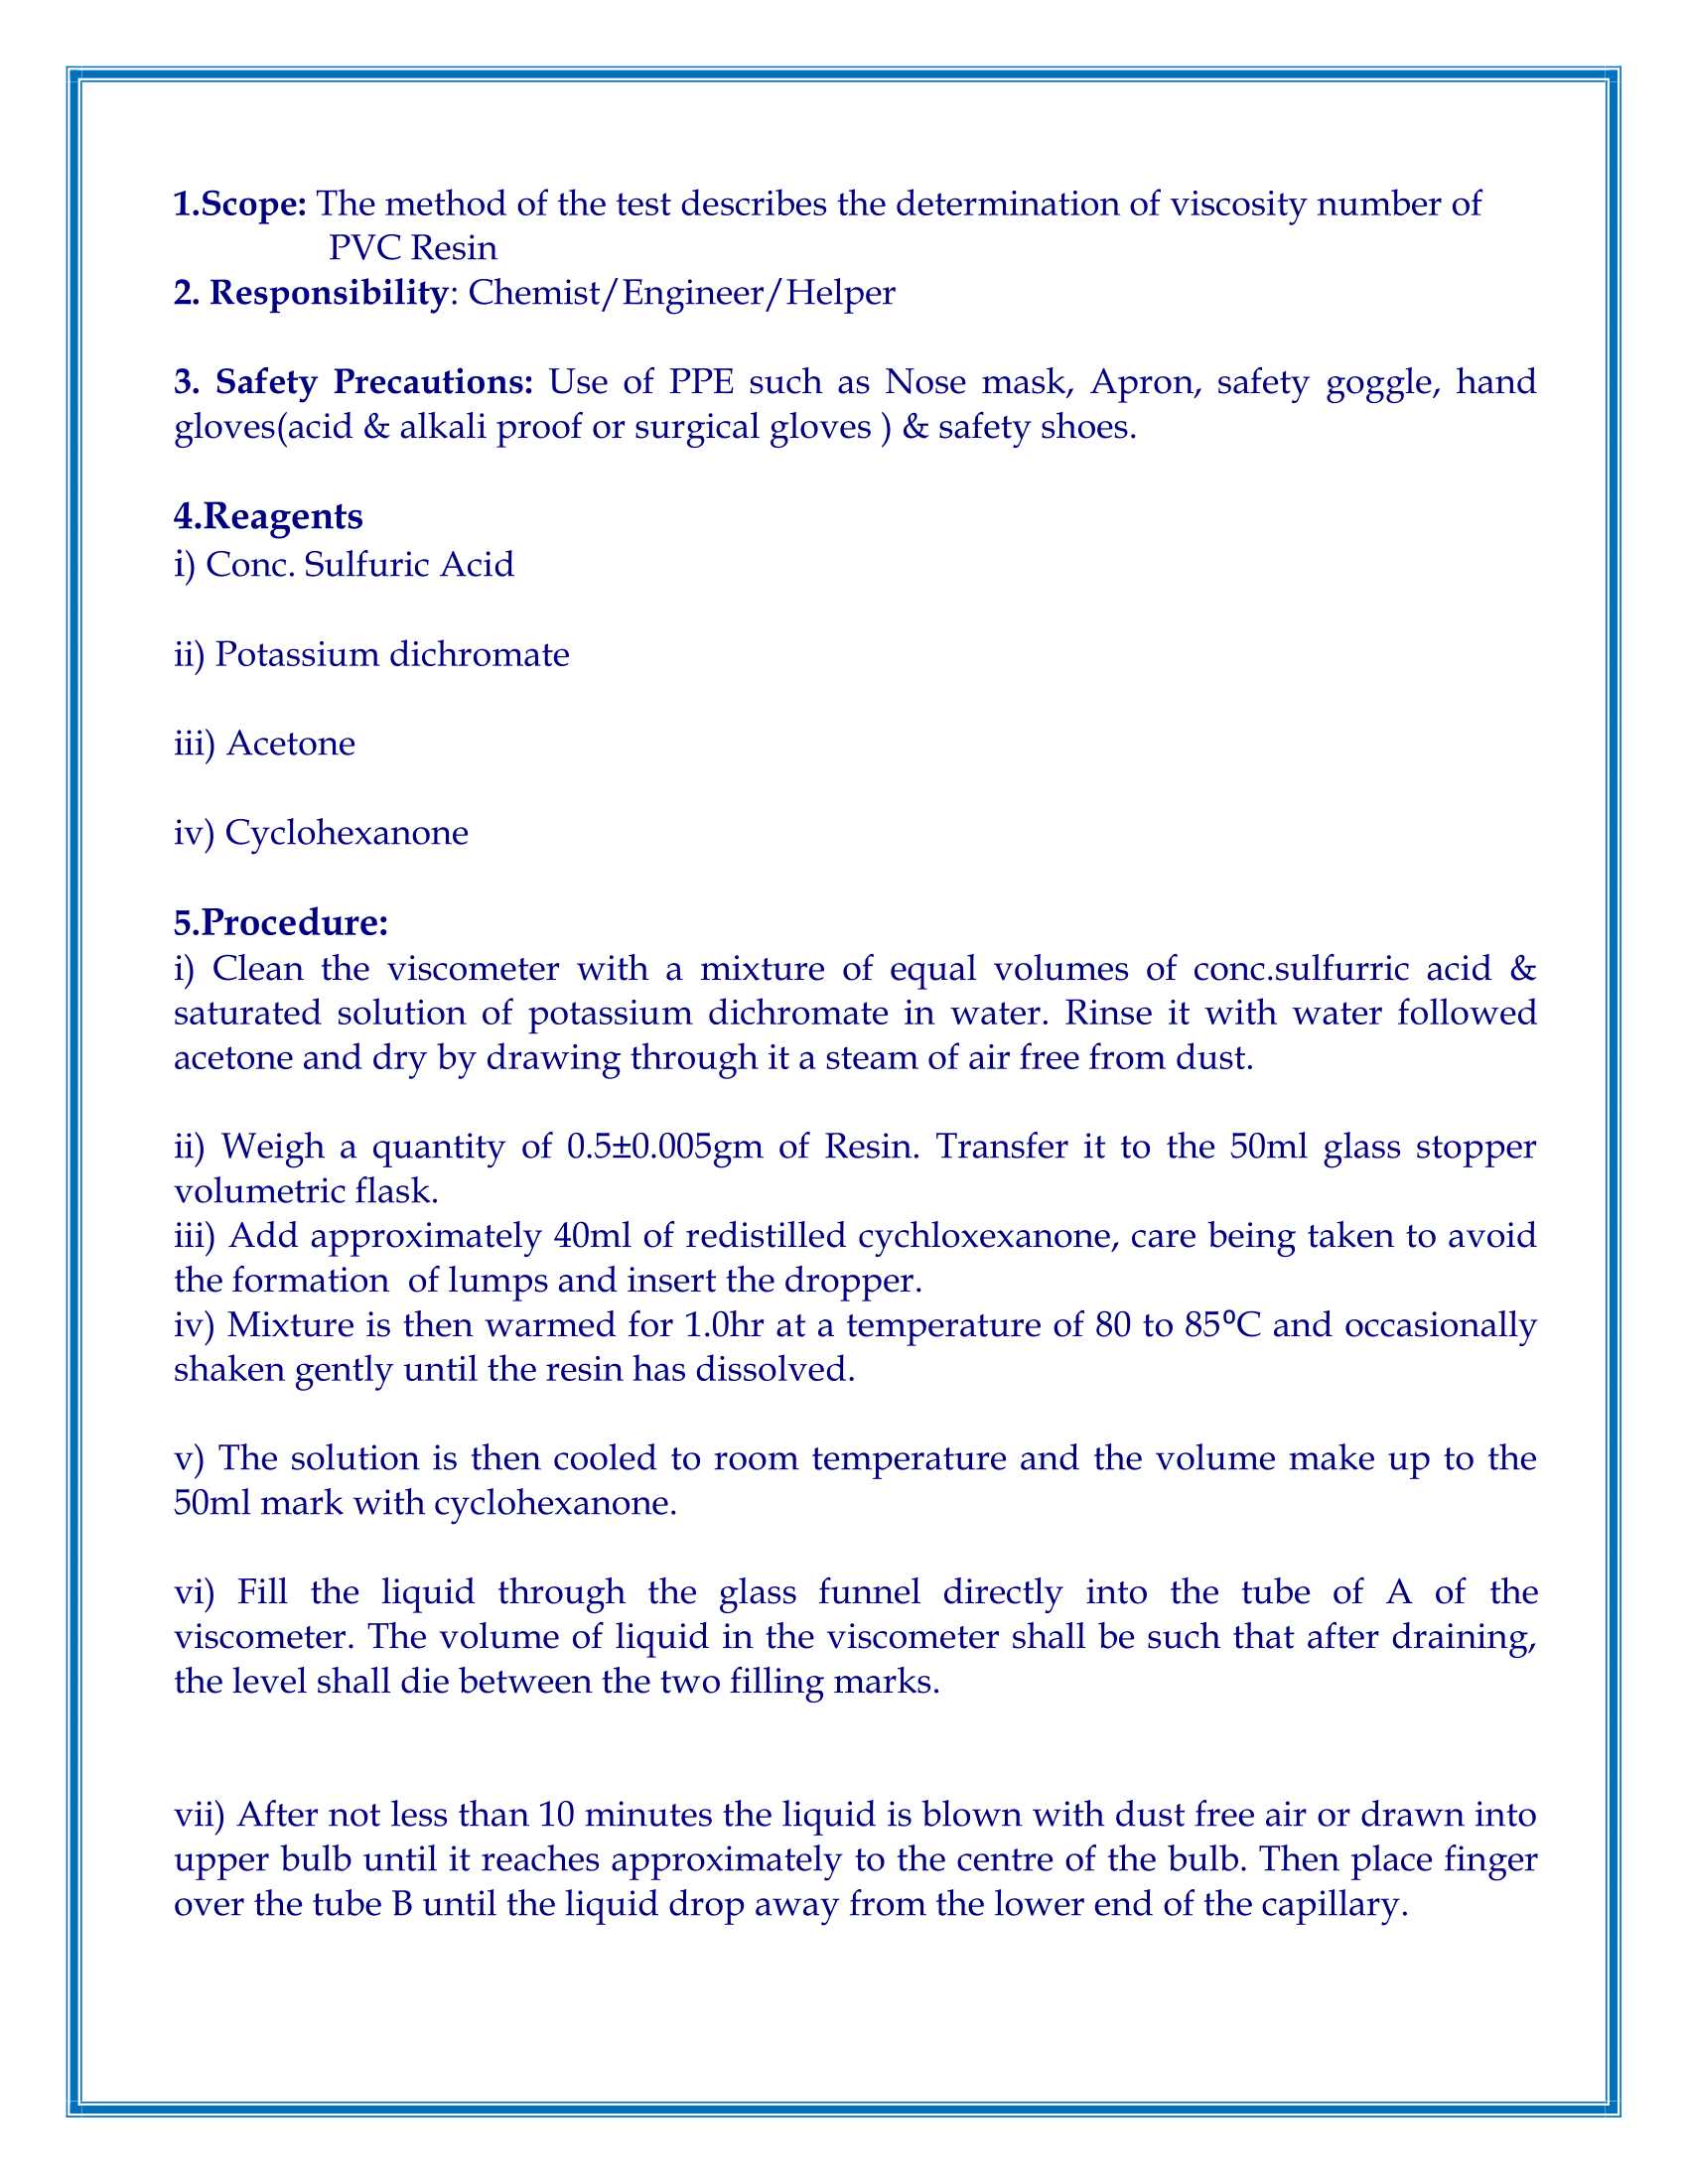 1.Scope: The method of the test describes the determination of viscosity number of
PVC Resin
2. Responsibility: Chemist/Engineer/Helper
3. Safety Precautions: Use of PPE such as Nose mask, Apron, safety goggle, hand
gloves(acid & alkali proof or surgical gloves ) & safety shoes.
4.Reagents
i) Conc. Sulfuric Acid
ii) Potassium dichromate
iii) Acetone
iv) Cyclohexanone
5.Procedure:
i) Clean the viscometer with a mixture of equal volumes of conc.sulfurric acid &
saturated solution of potassium dichromate in water. Rinse it with water followed
acetone and dry by drawing through it a steam of air free from dust.
ii) Weigh a quantity of 0.5±0.005gm of Resin. Transfer it to the 50ml glass stopper
volumetric flask.
iii) Add approximately 40ml of redistilled cychloxexanone, care being taken to avoid
the formation  of lumps and insert the dropper.
iv) Mixture is then warmed for 1.0hr at a temperature of 80 to 85⁰C and occasionally
shaken gently until the resin has dissolved.
v) The solution is then cooled to room temperature and the volume make up to the
50ml mark with cyclohexanone.
vi) Fill the liquid through the glass funnel directly into the tube of A of the
viscometer. The volume of liquid in the viscometer shall be such that after draining,
the level shall die between the two filling marks.
vii) After not less than 10 minutes the liquid is blown with dust free air or drawn into
upper bulb until it reaches approximately to the centre of the bulb. Then place finger
over the tube B until the liquid drop away from the lower end of the capillary.